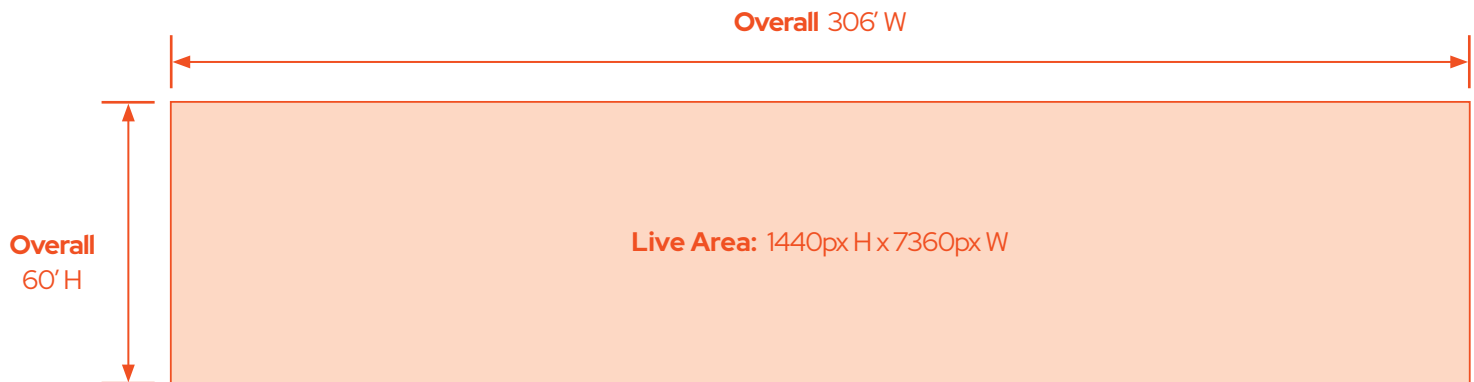 Overall 306′ W
Overall
60′ H
Live Area: 1440px H x 7360px W